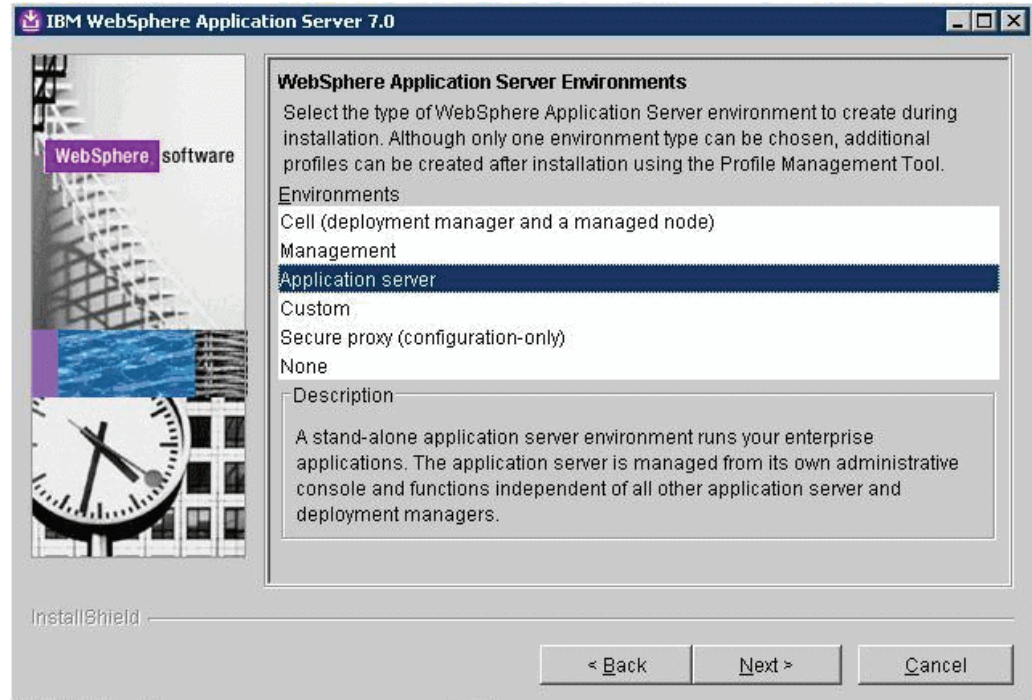 IBM WebSphere Application Server 7.0
WebSphere software
WebSphere Application Server Environments
Select the type of WebSphere Application Server environment to create during
installation. Although only one environment type can be chosen, additional
profiles can be created after installation using the Profile Management Tool.
Environments
Cell (deployment manager and a managed node)
Management
Application server
Custom
Secure proxy (configuration-only)
None
Description
A stand-alone application server environment runs your enterprise
applications. The application server is managed from its own administrative
console and functions independent of all other application server and
deployment managers.
InstallShield
< Back
Next >
Cancel